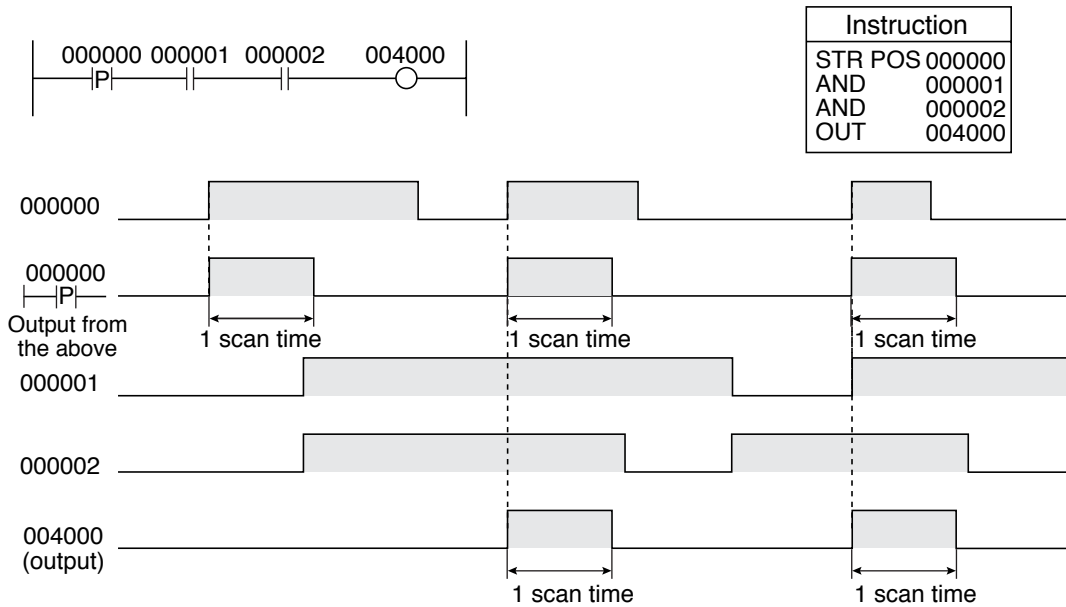 000000 000001 000002 004000
P
Instruction
STR POS 000000
AND 000001
AND 000002
OUT 004000
000000
000000
P
Output from
the above
1 scan time 1 scan time 1 scan time
000001
000002
004000
(output)
1 scan time 1 scan time